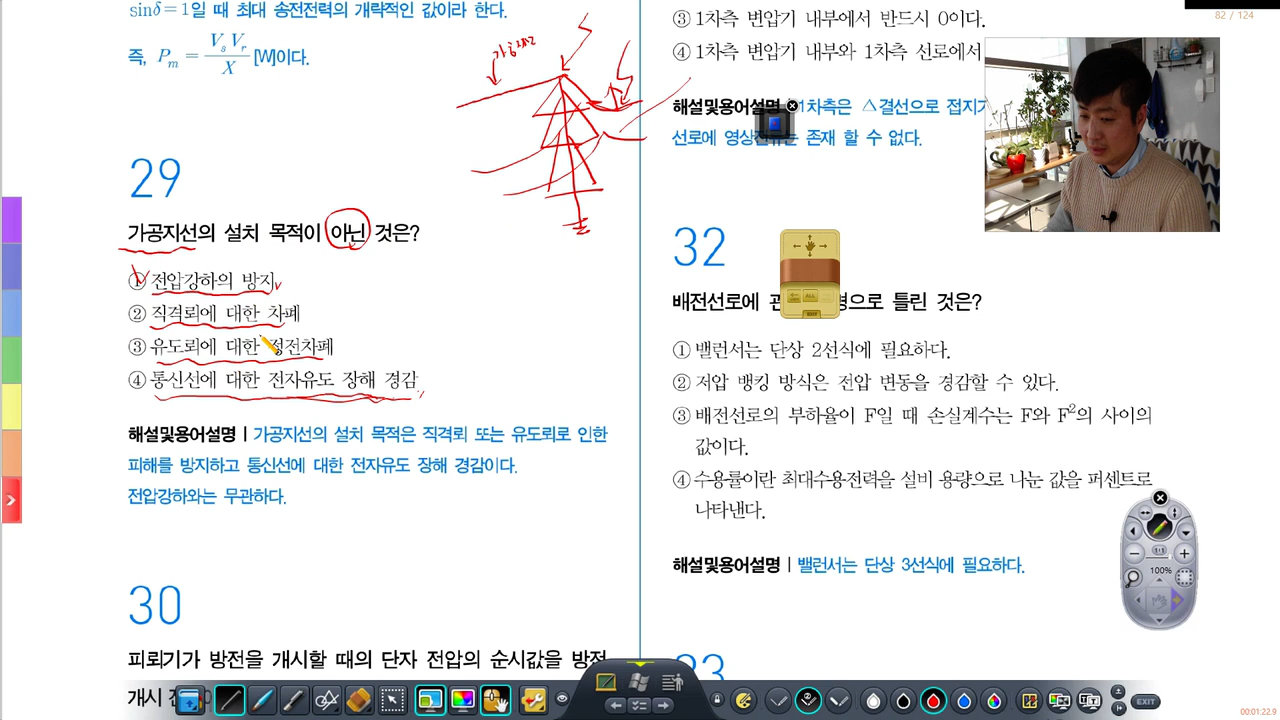 sinδ=1일 때 최대 송전전력의 개략적인 값이라 한다.
즉, Pm = Vs Vr / X [W]이다.
가공지선
29
가공지선의 설치 목적이 아닌 것은?
① 전압강하의 방지
② 직격뢰에 대한 차폐
③ 유도뢰에 대한 정전차폐
④ 통신선에 대한 전자유도 장해 경감
해설및용어설명 | 가공지선의 설치 목적은 직격뢰 또는 유도뢰로 인한
피해를 방지하고 통신선에 대한 전자유도 장해 경감이다.
전압강하와는 무관하다.
30
피뢰기가 방전을 개시할 때의 단자 전압의 순시값을 방전
개시 전
③ 1차측 변압기 내부에서 반드시 0이다.
④ 1차측 변압기 내부와 1차측 선로에서
해설및용어설명 1차측은 △결선으로 접지가
선로에 영상전류는 존재 할 수 없다.
32
배전선로에 관 명으로 틀린 것은?
① 밸런서는 단상 2선식에 필요하다.
② 저압 뱅킹 방식은 전압 변동을 경감할 수 있다.
③ 배전선로의 부하율이 F일 때 손실계수는 F와 F²의 사이의
값이다.
④ 수용률이란 최대수용전력을 설비 용량으로 나눈 값을 퍼센트로
나타낸다.
해설및용어설명 | 밸런서는 단상 3선식에 필요하다.
33
82 / 124
ALL
EXIT
1:1
100%
EXIT
00:01:22.9